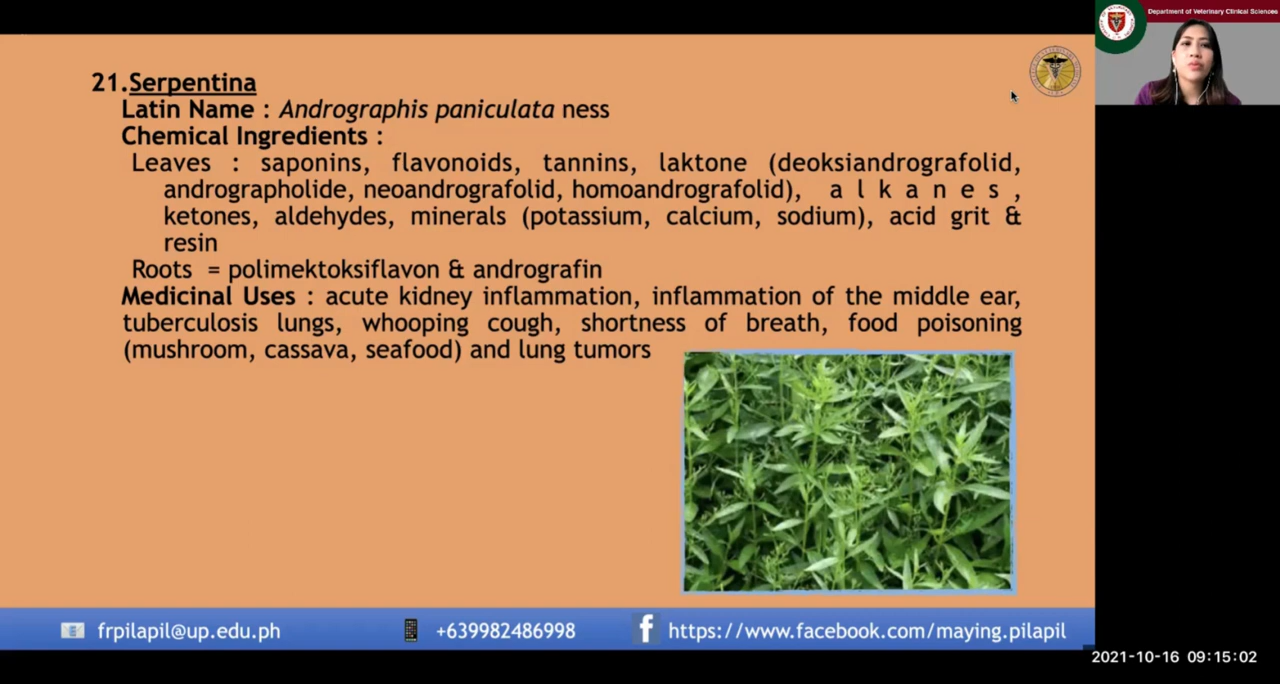 Department of Veterinary Clinical Sciences
21.Serpentina
Latin Name : Andrographis paniculata ness
Chemical Ingredients :
Leaves : saponins, flavonoids, tannins, laktone (deoksiandrografolid,
andrographolide, neoandrografolid, homoandrografolid), a l k a n e s ,
ketones, aldehydes, minerals (potassium, calcium, sodium), acid grit &
resin
Roots = polimektoksiflavon & andrografin
Medicinal Uses : acute kidney inflammation, inflammation of the middle ear,
tuberculosis lungs, whooping cough, shortness of breath, food poisoning
(mushroom, cassava, seafood) and lung tumors
frpilapil@up.edu.ph
+639982486998
https://www.facebook.com/maying.pilapil
2021-10-16 09:15:02